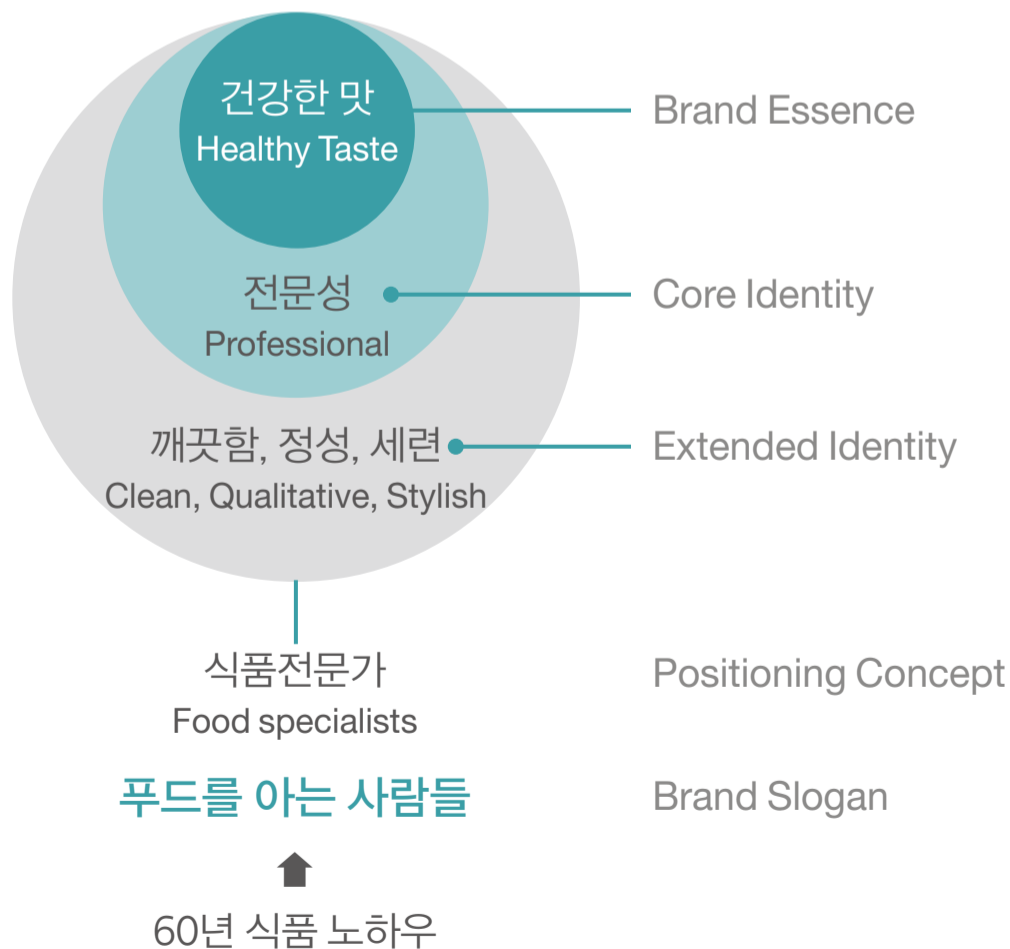 건강한 맛
Healthy Taste
Brand Essence
전문성
Professional
Core Identity
깨끗함, 정성, 세련
Clean, Qualitative, Stylish
Extended Identity
식품전문가
Food specialists
Positioning Concept
푸드를 아는 사람들
Brand Slogan
60년 식품 노하우